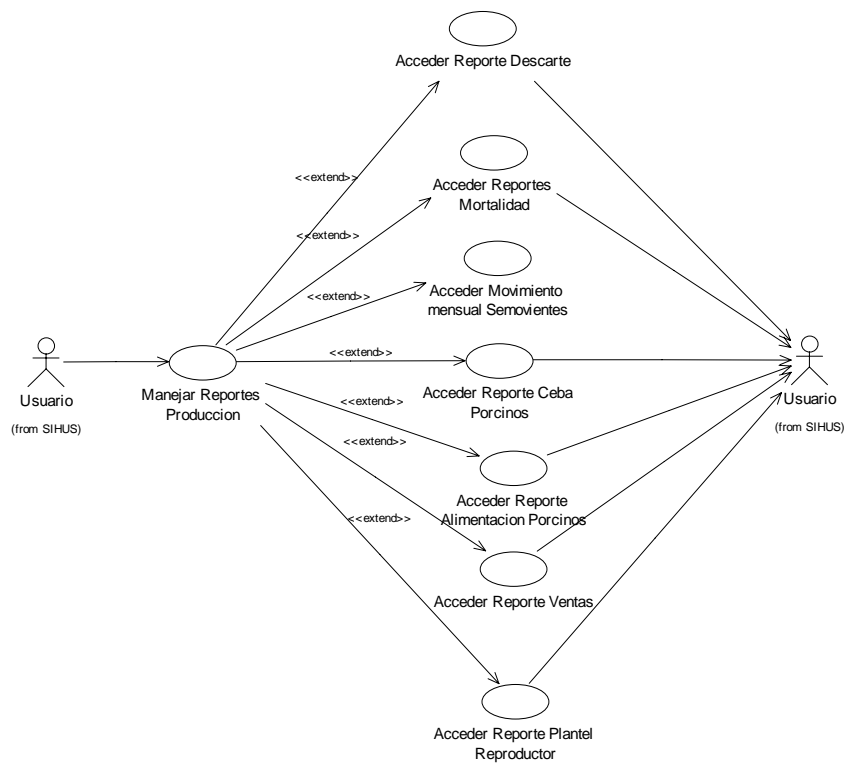 Acceder Reporte Descarte
<<extend>>
Acceder Reportes
Mortalidad
<<extend>>
Acceder Movimiento
mensual Semovientes
<<extend>>
Usuario
(from SIHUS)
Manejar Reportes
Produccion
<<extend>>
Acceder Reporte Ceba
Porcinos
Usuario
(from SIHUS)
<<extend>>
Acceder Reporte
Alimentacion Porcinos
<<extend>>
Acceder Reporte Ventas
<<extend>>
Acceder Reporte Plantel
Reproductor